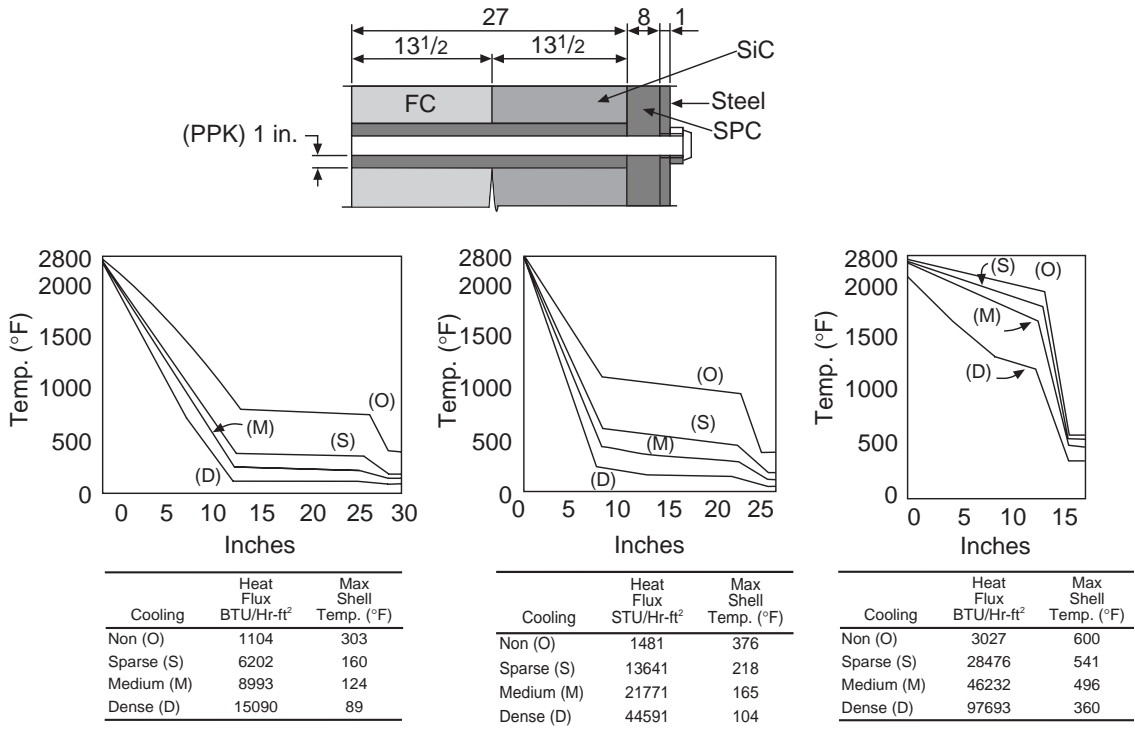 27 8 1
13 1/2 13 1/2
SiC
FC
Steel
SPC
(PPK) 1 in.
2800
2000
1500
1000
500
0
Temp. (°F)
(O)
(M)
(S)
(D)
0 5 10 15 20 25 30
Inches
2800
2000
1500
1000
500
0
Temp. (°F)
(O)
(S)
(M)
(D)
0 5 10 15 20 25
Inches
2800
2000
1500
1000
500
0
Temp. (°F)
(S)
(O)
(M)
(D)
0 5 10 15
Inches
Cooling Heat Flux BTU/Hr-ft² Max Shell Temp. (°F)
Non (O) 1104 303
Sparse (S) 6202 160
Medium (M) 8993 124
Dense (D) 15090 89
Cooling Heat Flux STU/Hr-ft² Max Shell Temp. (°F)
Non (O) 1481 376
Sparse (S) 13641 218
Medium (M) 21771 165
Dense (D) 44591 104
Cooling Heat Flux BTU/Hr-ft² Max Shell Temp. (°F)
Non (O) 3027 600
Sparse (S) 28476 541
Medium (M) 46232 496
Dense (D) 97693 360